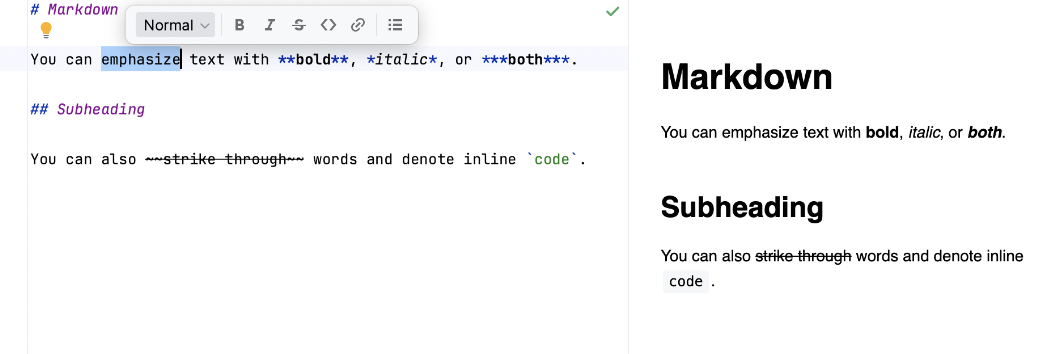 # Markdown
Normal B I S <>
You can emphasize text with **bold**, *italic*, or ***both***.
## Subheading
You can also ~~strike through~~ words and denote inline `code`.
Markdown
You can emphasize text with bold, italic, or both.
Subheading
You can also strike through words and denote inline
code .